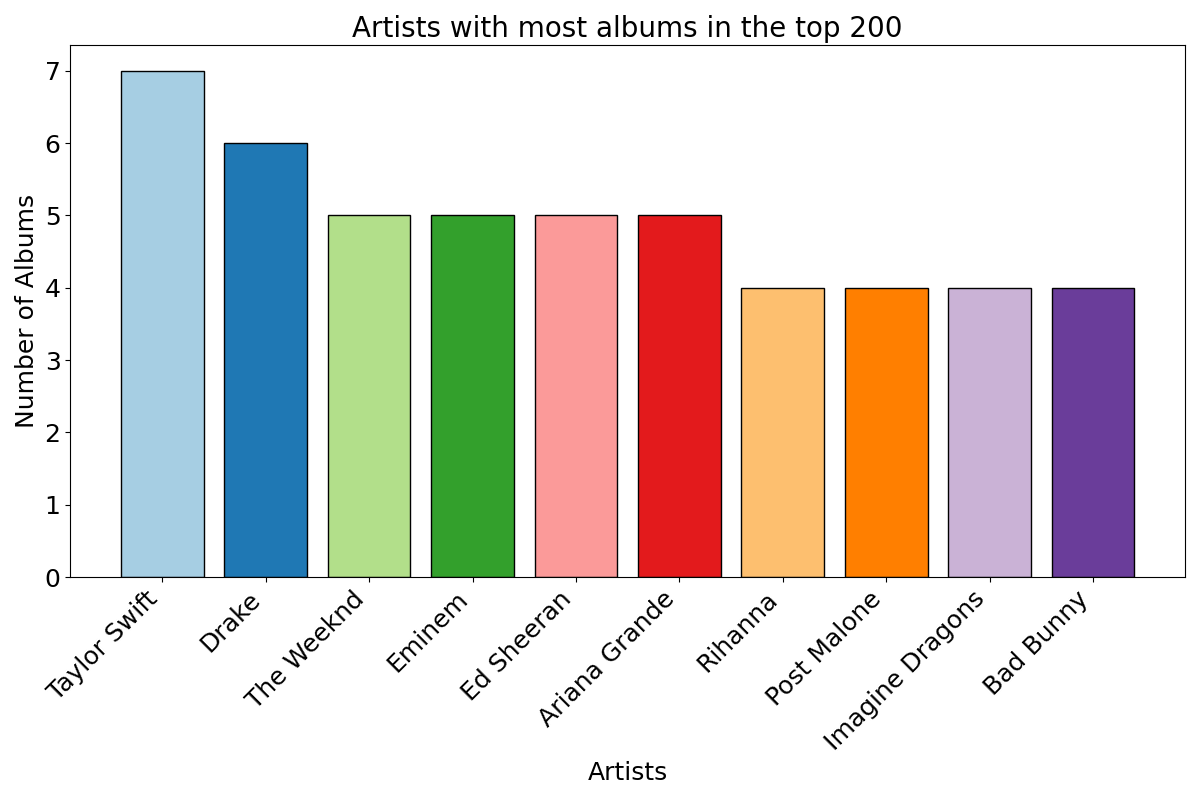 Artists with most albums in the top 200
Number of Albums
7
6
5
4
3
2
1
0
Taylor Swift
Drake
The Weeknd
Eminem
Ed Sheeran
Ariana Grande
Rihanna
Post Malone
Imagine Dragons
Bad Bunny
Artists